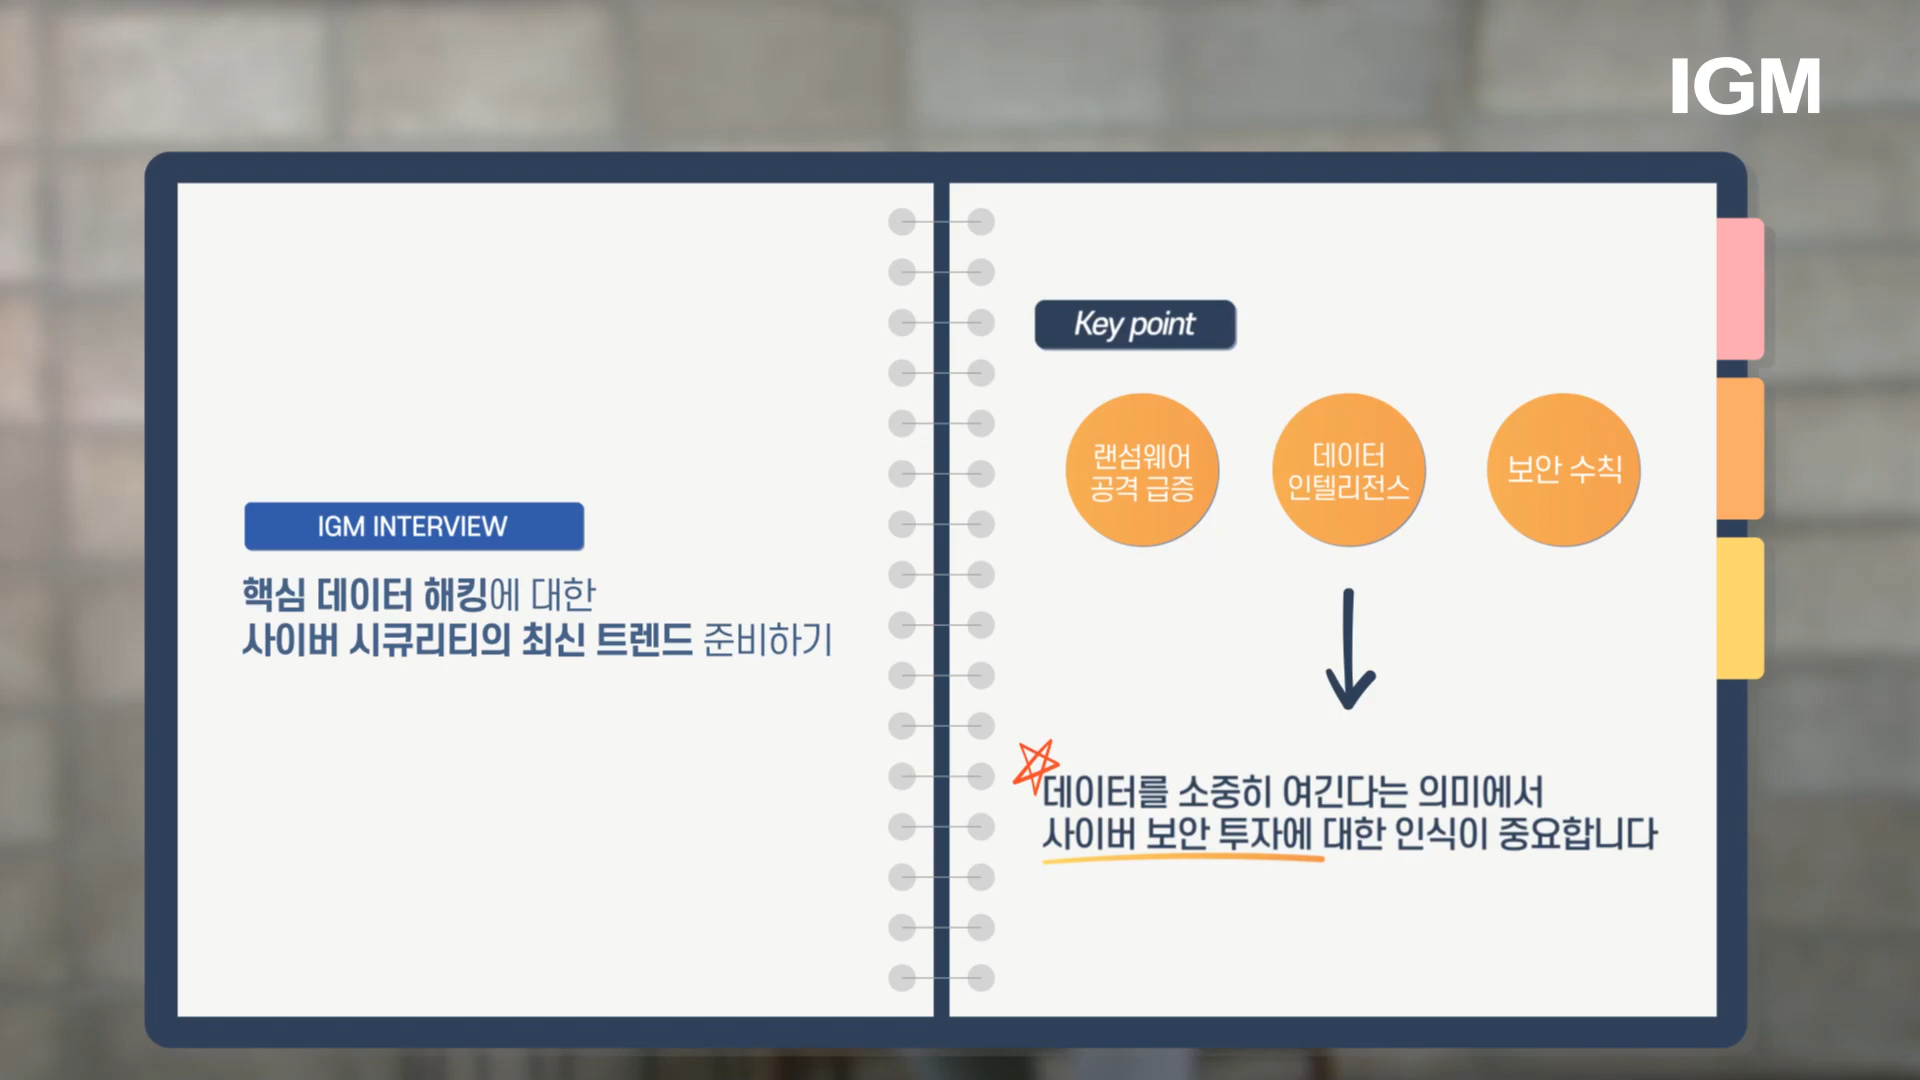 IGM
IGM INTERVIEW
핵심 데이터 해킹에 대한
사이버 시큐리티의 최신 트렌드 준비하기
Key point
랜섬웨어
공격 급증
데이터
인텔리전스
보안 수칙
데이터를 소중히 여긴다는 의미에서
사이버 보안 투자에 대한 인식이 중요합니다